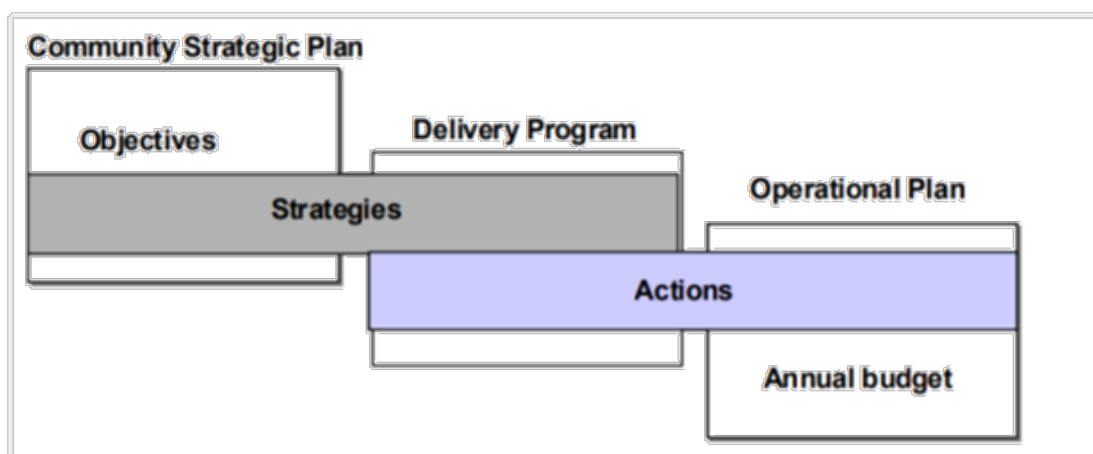 Community Strategic Plan
Objectives
Delivery Program
Strategies
Operational Plan
Actions
Annual budget